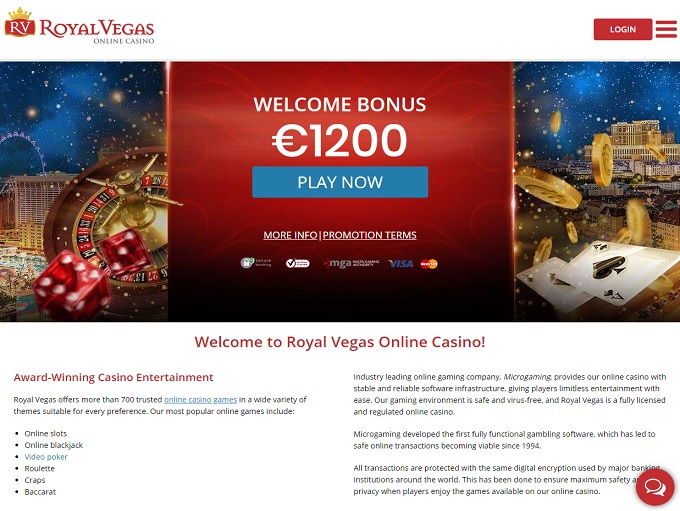 RV ROYAL VEGAS
ONLINE CASINO
LOGIN
WELCOME BONUS
€1200
PLAY NOW
MORE INFO|PROMOTION TERMS
mga MALTA GAMING
AUTHORITY
VISA
Welcome to Royal Vegas Online Casino!
Award-Winning Casino Entertainment
Royal Vegas offers more than 700 trusted online casino games in a wide variety of
themes suitable for every preference. Our most popular online games include:
Online slots
Online blackjack
Video poker
Roulette
Craps
Baccarat
Industry leading online gaming company, Microgaming, provides our online casino with
stable and reliable software infrastructure, giving players limitless entertainment with
ease. Our gaming environment is safe and virus-free, and Royal Vegas is a fully licensed
and regulated online casino.
Microgaming developed the first fully functional gambling software, which has led to
safe online transactions becoming viable since 1994.
All transactions are protected with the same digital encryption used by major banking
institutions around the world. This has been done to ensure maximum safety
privacy when players enjoy the games available on our online casino.